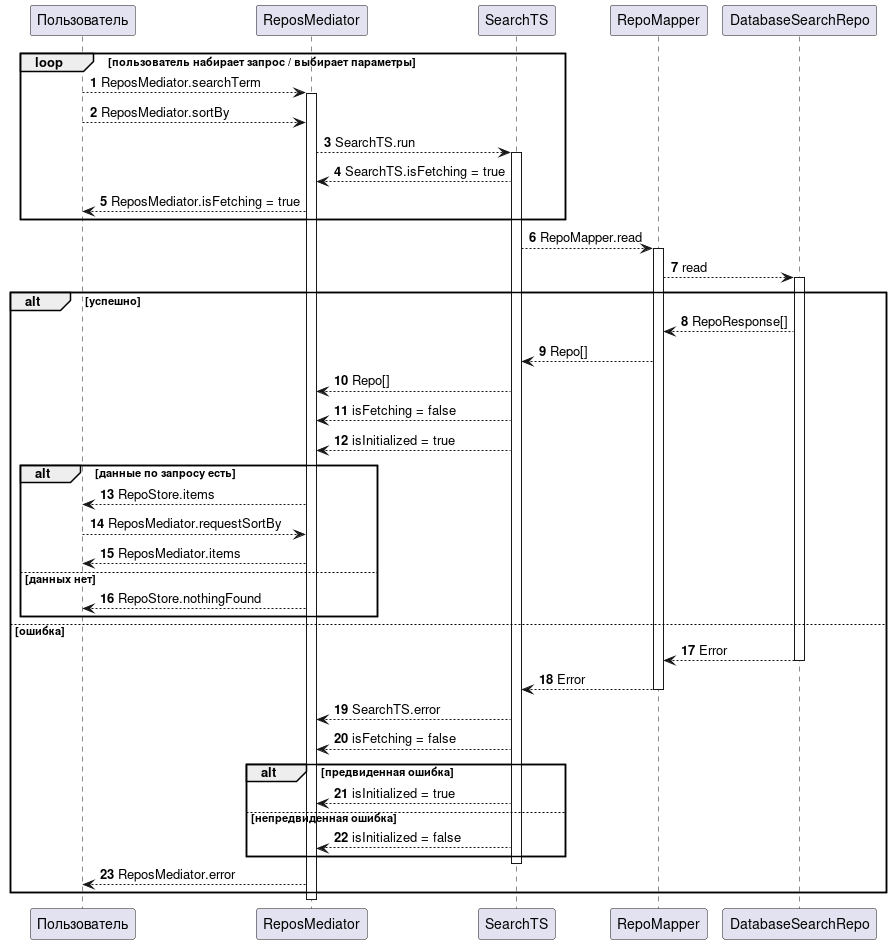 Пользователь
ReposMediator
SearchTS
RepoMapper
DatabaseSearchRepo
loop
[пользователь набирает запрос / выбирает параметры]
1 ReposMediator.searchTerm
2 ReposMediator.sortBy
3 SearchTS.run
4 SearchTS.isFetching = true
5 ReposMediator.isFetching = true
6 RepoMapper.read
7 read
alt
[успешно]
8 RepoResponse[]
9 Repo[]
10 Repo[]
11 isFetching = false
12 isInitialized = true
alt
[данные по запросу есть]
13 RepoStore.items
14 ReposMediator.requestSortBy
15 ReposMediator.items
[данных нет]
16 RepoStore.nothingFound
[ошибка]
17 Error
18 Error
19 SearchTS.error
20 isFetching = false
alt
[предвиденная ошибка]
21 isInitialized = true
[непредвиденная ошибка]
22 isInitialized = false
23 ReposMediator.error
Пользователь
ReposMediator
SearchTS
RepoMapper
DatabaseSearchRepo